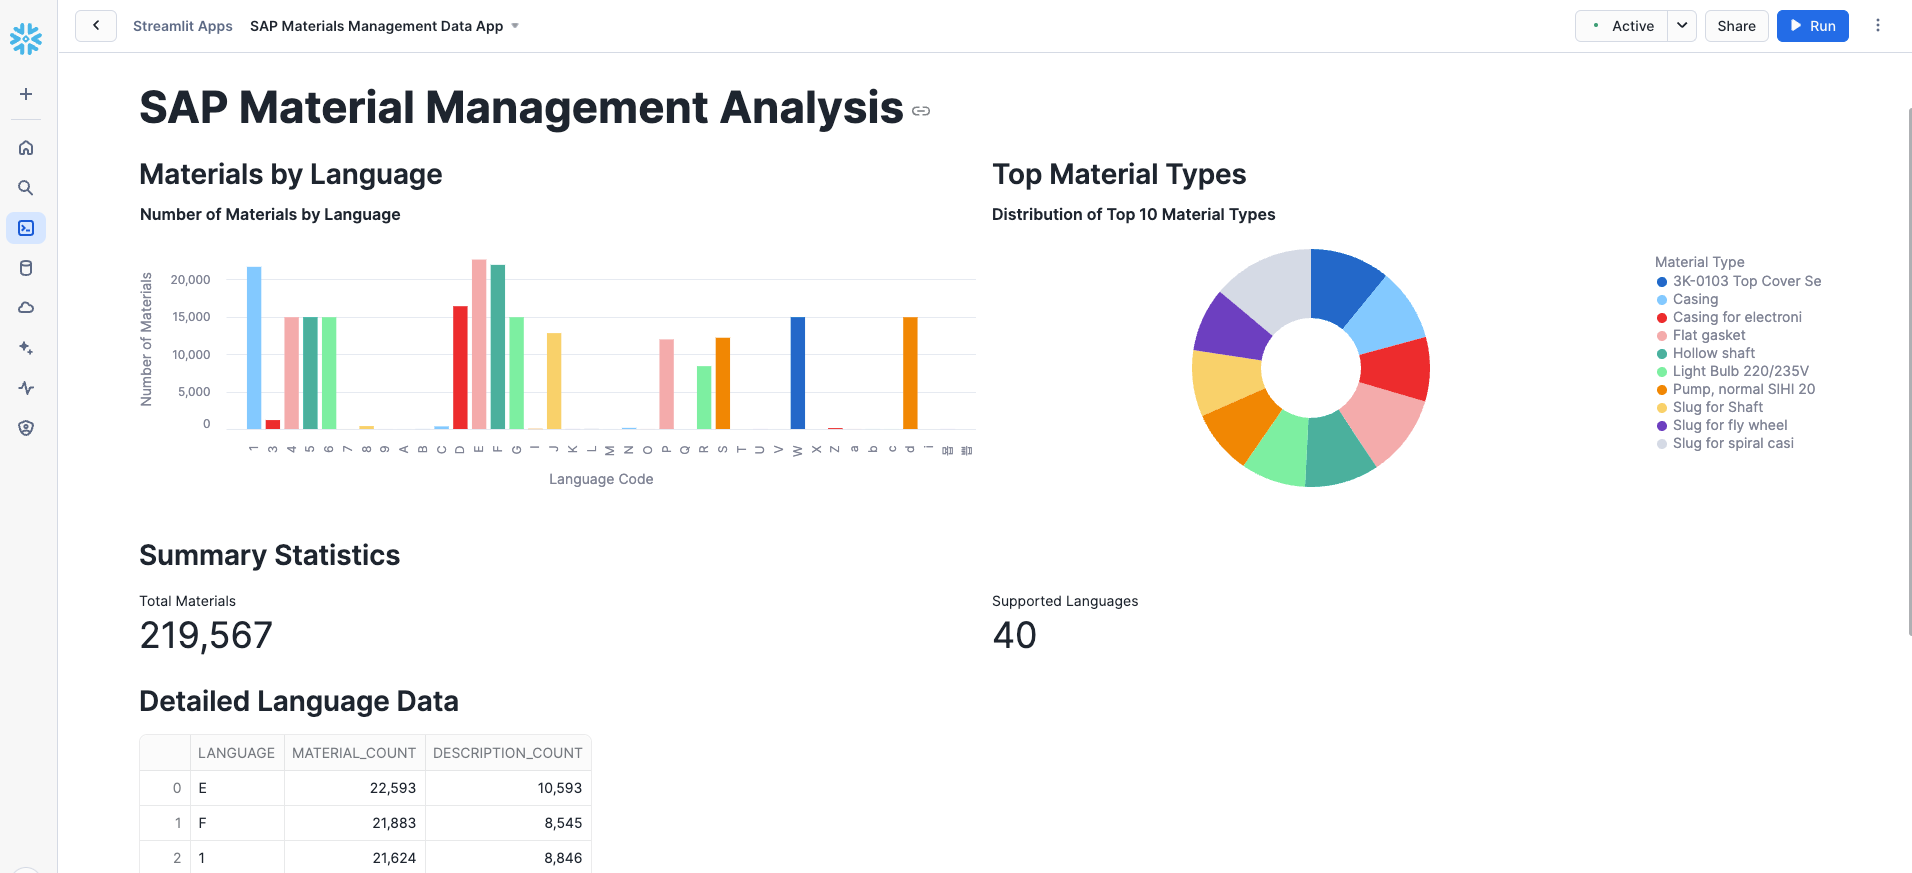 Streamlit Apps SAP Materials Management Data App
Active
Share
Run
SAP Material Management Analysis
Materials by Language
Number of Materials by Language
Number of Materials
20,000
15,000
10,000
5,000
0
1 3 4 5 6 7 8 9 A B C D E F G I J K L M N O P Q R S T U V W X Z a b c d i
Language Code
Top Material Types
Distribution of Top 10 Material Types
Material Type
3K-0103 Top Cover Se
Casing
Casing for electroni
Flat gasket
Hollow shaft
Light Bulb 220/235V
Pump, normal SIHI 20
Slug for Shaft
Slug for fly wheel
Slug for spiral casi
Summary Statistics
Total Materials
219,567
Supported Languages
40
Detailed Language Data
LANGUAGE MATERIAL_COUNT DESCRIPTION_COUNT
0 E 22,593 10,593
1 F 21,883 8,545
2 1 21,624 8,846